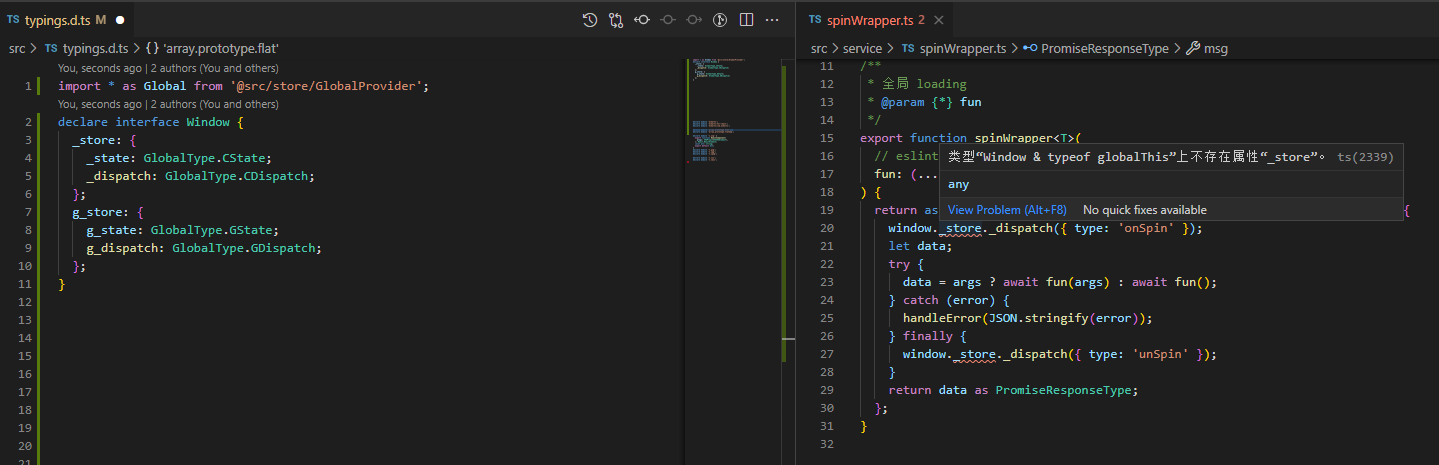 TS typings.d.ts M
src > TS typings.d.ts > {} 'array.prototype.flat'
You, seconds ago | 2 authors (You and others)
1 import * as Global from '@src/store/GlobalProvider';
You, seconds ago | 2 authors (You and others)
2 declare interface Window {
3 _store: {
4 _state: GlobalType.CState;
5 _dispatch: GlobalType.CDispatch;
6 };
7 g_store: {
8 g_state: GlobalType.GState;
9 g_dispatch: GlobalType.GDispatch;
10 };
11 }
12
13
14
15
16
17
18
19
20
21
TS spinWrapper.ts 2 ×
src > service > TS spinWrapper.ts > PromiseResponseType > msg
11 /**
12 * 全局 loading
13 * @param {*} fun
14 */
15 export function spinWrapper<T>(
16 // eslint
17 fun: (...
18 ) {
19 return as {
类型“Window & typeof globalThis”上不存在属性“_store”。 ts(2339)
any
View Problem (Alt+F8) No quick fixes available
20 window._store._dispatch({ type: 'onSpin' });
21 let data;
22 try {
23 data = args ? await fun(args) : await fun();
24 } catch (error) {
25 handleError(JSON.stringify(error));
26 } finally {
27 window._store._dispatch({ type: 'unSpin' });
28 }
29 return data as PromiseResponseType;
30 };
31 }
32